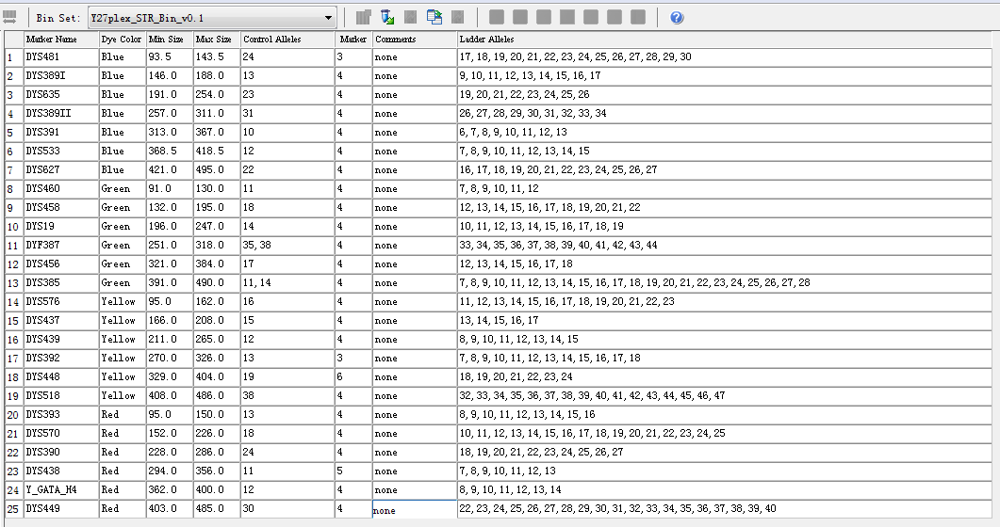 Bin Set: Y27plex_STR_Bin_v0.1
Marker Name Dye Color Min Size Max Size Control Alleles Marker Comments Ladder Alleles
1 DYS481 Blue 93.5 143.5 24 3 none 17, 18, 19, 20, 21, 22, 23, 24, 25, 26, 27, 28, 29, 30
2 DYS389I Blue 146.0 188.0 13 4 none 9, 10, 11, 12, 13, 14, 15, 16, 17
3 DYS635 Blue 191.0 254.0 23 4 none 19, 20, 21, 22, 23, 24, 25, 26
4 DYS389II Blue 257.0 311.0 31 4 none 26, 27, 28, 29, 30, 31, 32, 33, 34
5 DYS391 Blue 313.0 367.0 10 4 none 6, 7, 8, 9, 10, 11, 12, 13
6 DYS533 Blue 368.5 418.5 12 4 none 7, 8, 9, 10, 11, 12, 13, 14, 15
7 DYS627 Blue 421.0 495.0 22 4 none 16, 17, 18, 19, 20, 21, 22, 23, 24, 25, 26, 27
8 DYS460 Green 91.0 130.0 11 4 none 7, 8, 9, 10, 11, 12
9 DYS458 Green 132.0 195.0 18 4 none 12, 13, 14, 15, 16, 17, 18, 19, 20, 21, 22
10 DYS19 Green 196.0 247.0 14 4 none 10, 11, 12, 13, 14, 15, 16, 17, 18, 19
11 DYF387 Green 251.0 318.0 35, 38 4 none 33, 34, 35, 36, 37, 38, 39, 40, 41, 42, 43, 44
12 DYS456 Green 321.0 384.0 17 4 none 12, 13, 14, 15, 16, 17, 18
13 DYS385 Green 391.0 490.0 11, 14 4 none 7, 8, 9, 10, 11, 12, 13, 14, 15, 16, 17, 18, 19, 20, 21, 22, 23, 24, 25, 26, 27, 28
14 DYS576 Yellow 95.0 162.0 16 4 none 11, 12, 13, 14, 15, 16, 17, 18, 19, 20, 21, 22, 23
15 DYS437 Yellow 166.0 208.0 15 4 none 13, 14, 15, 16, 17
16 DYS439 Yellow 211.0 265.0 12 4 none 8, 9, 10, 11, 12, 13, 14, 15
17 DYS392 Yellow 270.0 326.0 13 3 none 7, 8, 9, 10, 11, 12, 13, 14, 15, 16, 17, 18
18 DYS448 Yellow 329.0 404.0 19 6 none 18, 19, 20, 21, 22, 23, 24
19 DYS518 Yellow 408.0 486.0 38 4 none 32, 33, 34, 35, 36, 37, 38, 39, 40, 41, 42, 43, 44, 45, 46, 47
20 DYS393 Red 95.0 150.0 13 4 none 8, 9, 10, 11, 12, 13, 14, 15, 16
21 DYS570 Red 152.0 226.0 18 4 none 10, 11, 12, 13, 14, 15, 16, 17, 18, 19, 20, 21, 22, 23, 24, 25
22 DYS390 Red 228.0 286.0 24 4 none 18, 19, 20, 21, 22, 23, 24, 25, 26, 27
23 DYS438 Red 294.0 356.0 11 5 none 7, 8, 9, 10, 11, 12, 13
24 Y_GATA_H4 Red 362.0 400.0 12 4 none 8, 9, 10, 11, 12, 13, 14
25 DYS449 Red 403.0 485.0 30 4 none 22, 23, 24, 25, 26, 27, 28, 29, 30, 31, 32, 33, 34, 35, 36, 37, 38, 39, 40